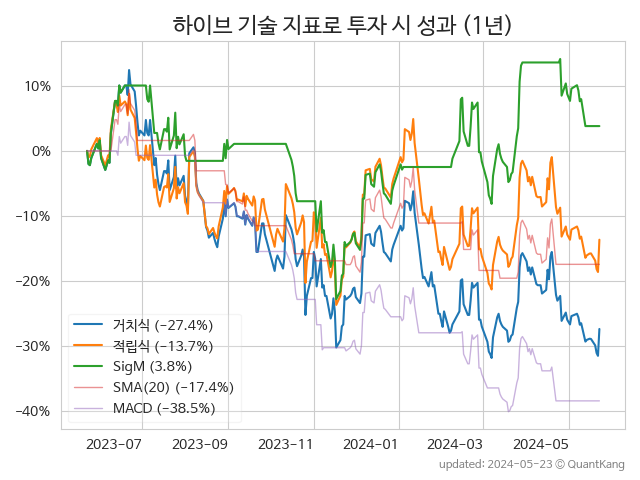 하이브 기술 지표로 투자 시 성과 (1년)
10%
0%
−10%
−20%
−30%
−40%
거치식 (−27.4%)
적립식 (−13.7%)
SigM (3.8%)
SMA(20) (−17.4%)
MACD (−38.5%)
2023−07
2023−09
2023−11
2024−01
2024−03
2024−05
updated: 2024−05−23 © QuantKang